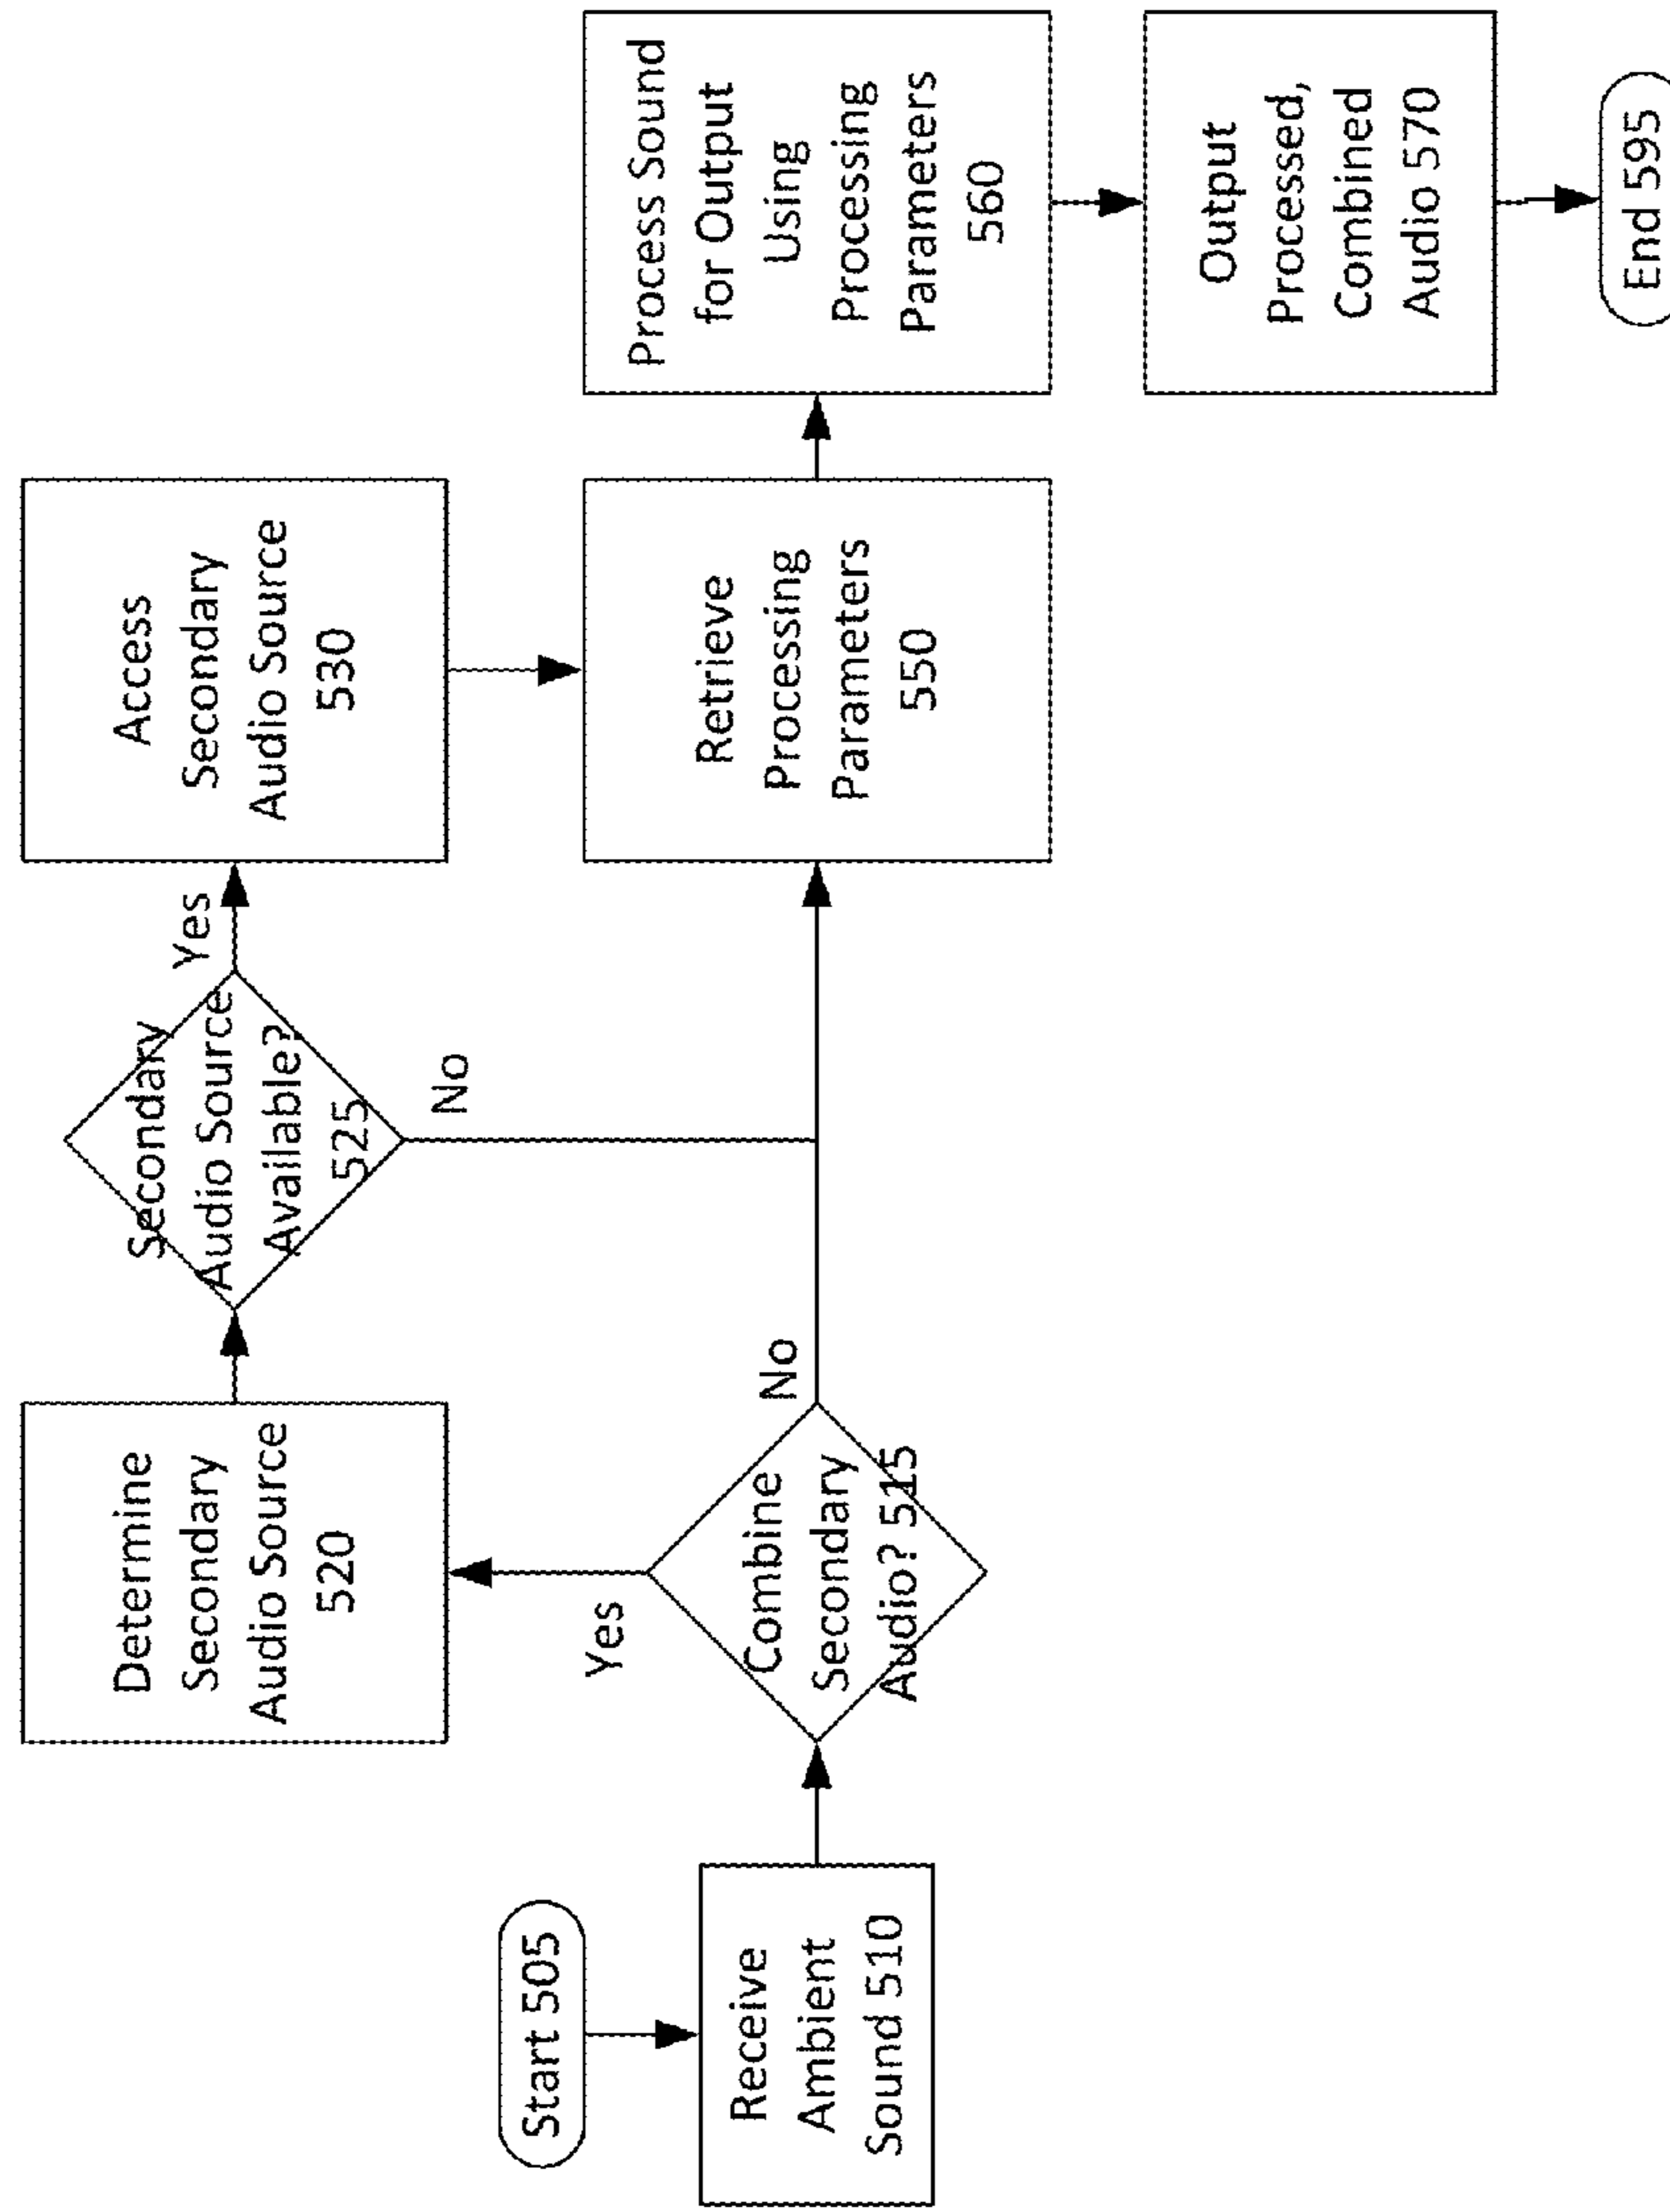 Start 505
Receive
Ambient
Sound 510
Combine
Secondary
Audio? 515
Yes
No
Determine
Secondary
Audio Source
520
Secondary
Audio Source
Available?
525
Yes
No
Access
Secondary
Audio Source
530
Retrieve
Processing
Parameters
550
Process Sound
for Output
Using
Processing
Parameters
560
Output
Processed,
Combined
Audio 570
End 595